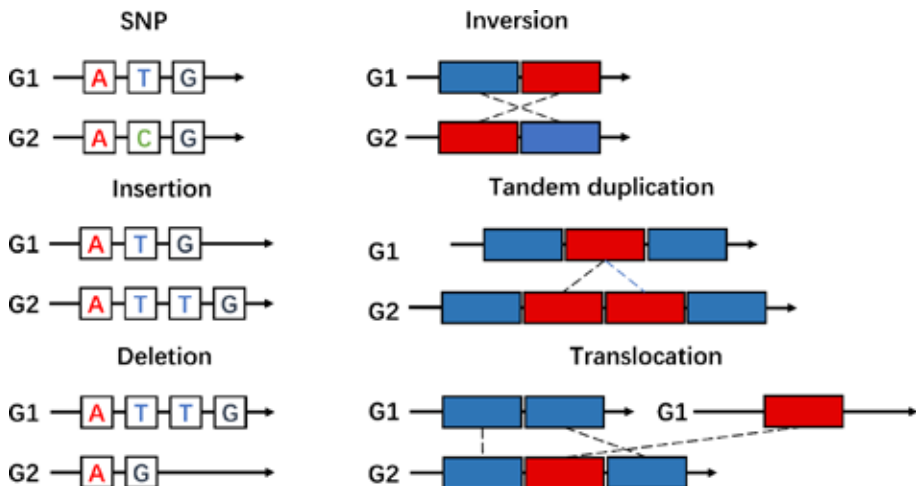 SNP
G1 A T G
G2 A C G
Inversion
G1
G2
Insertion
G1 A T G
G2 A T T G
Tandem duplication
G1
G2
Deletion
G1 A T T G
G2 A G
Translocation
G1 G1
G2